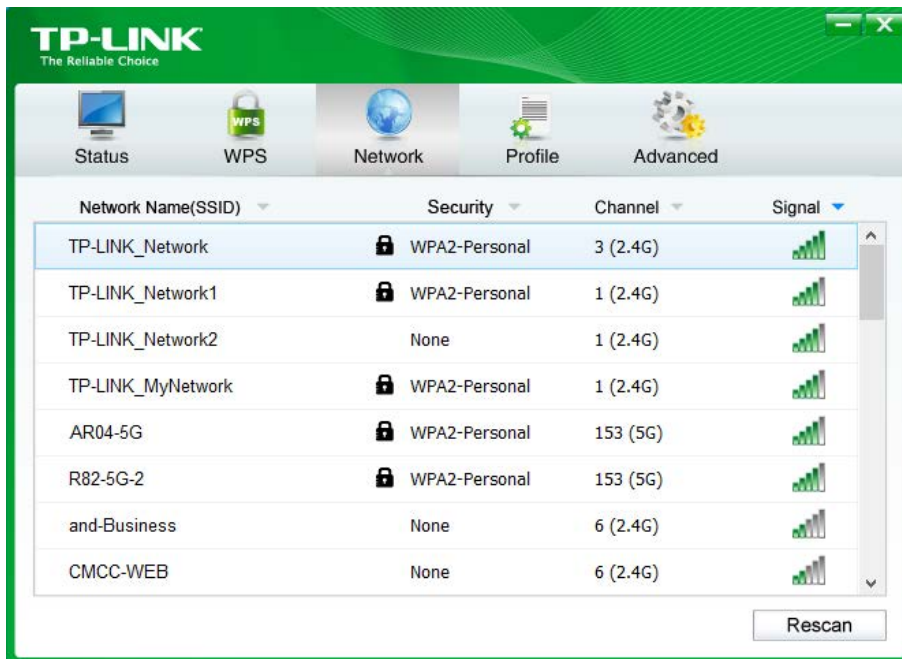 TP-LINK
The Reliable Choice
WPS
Status WPS Network Profile Advanced
Network Name(SSID) Security Channel Signal
TP-LINK_Network WPA2-Personal 3 (2.4G)
TP-LINK_Network1 WPA2-Personal 1 (2.4G)
TP-LINK_Network2 None 1 (2.4G)
TP-LINK_MyNetwork WPA2-Personal 1 (2.4G)
AR04-5G WPA2-Personal 153 (5G)
R82-5G-2 WPA2-Personal 153 (5G)
and-Business None 6 (2.4G)
CMCC-WEB None 6 (2.4G)
Rescan